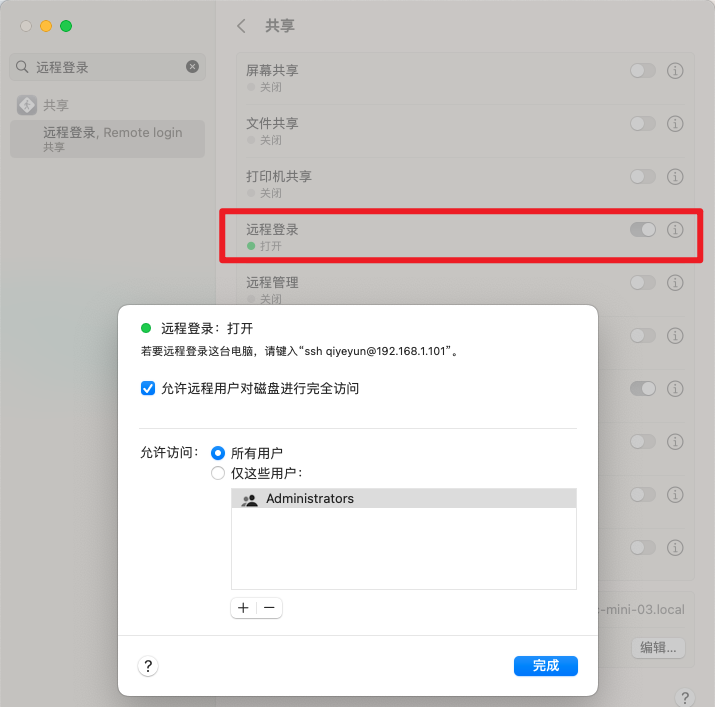 共享
远程登录
共享
远程登录, Remote login
共享
屏幕共享
关闭
文件共享
关闭
打印机共享
关闭
远程登录
打开
远程管理
关闭
远程登录：打开
若要远程登录这台电脑，请键入“ssh qiyeyun@192.168.1.101”。
允许远程用户对磁盘进行完全访问
允许访问：
所有用户
仅这些用户：
Administrators
-mini-03.local
编辑...
?
完成
?